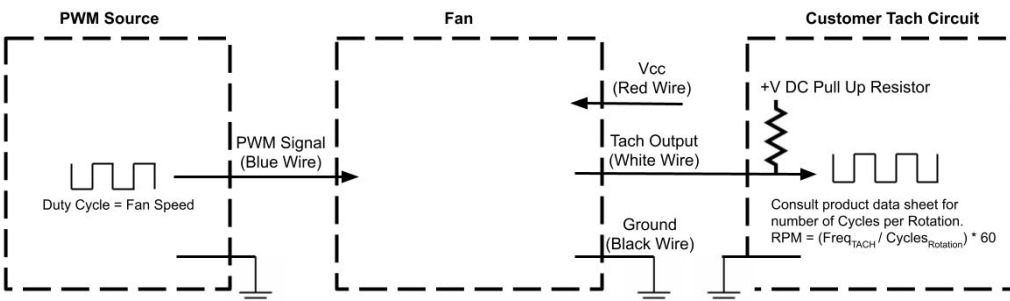 PWM Source
Fan
Customer Tach Circuit
Vcc
(Red Wire)
+V DC Pull Up Resistor
PWM Signal
(Blue Wire)
Tach Output
(White Wire)
Duty Cycle = Fan Speed
Consult product data sheet for
number of Cycles per Rotation.
RPM = (FreqTACH / CyclesRotation) * 60
Ground
(Black Wire)